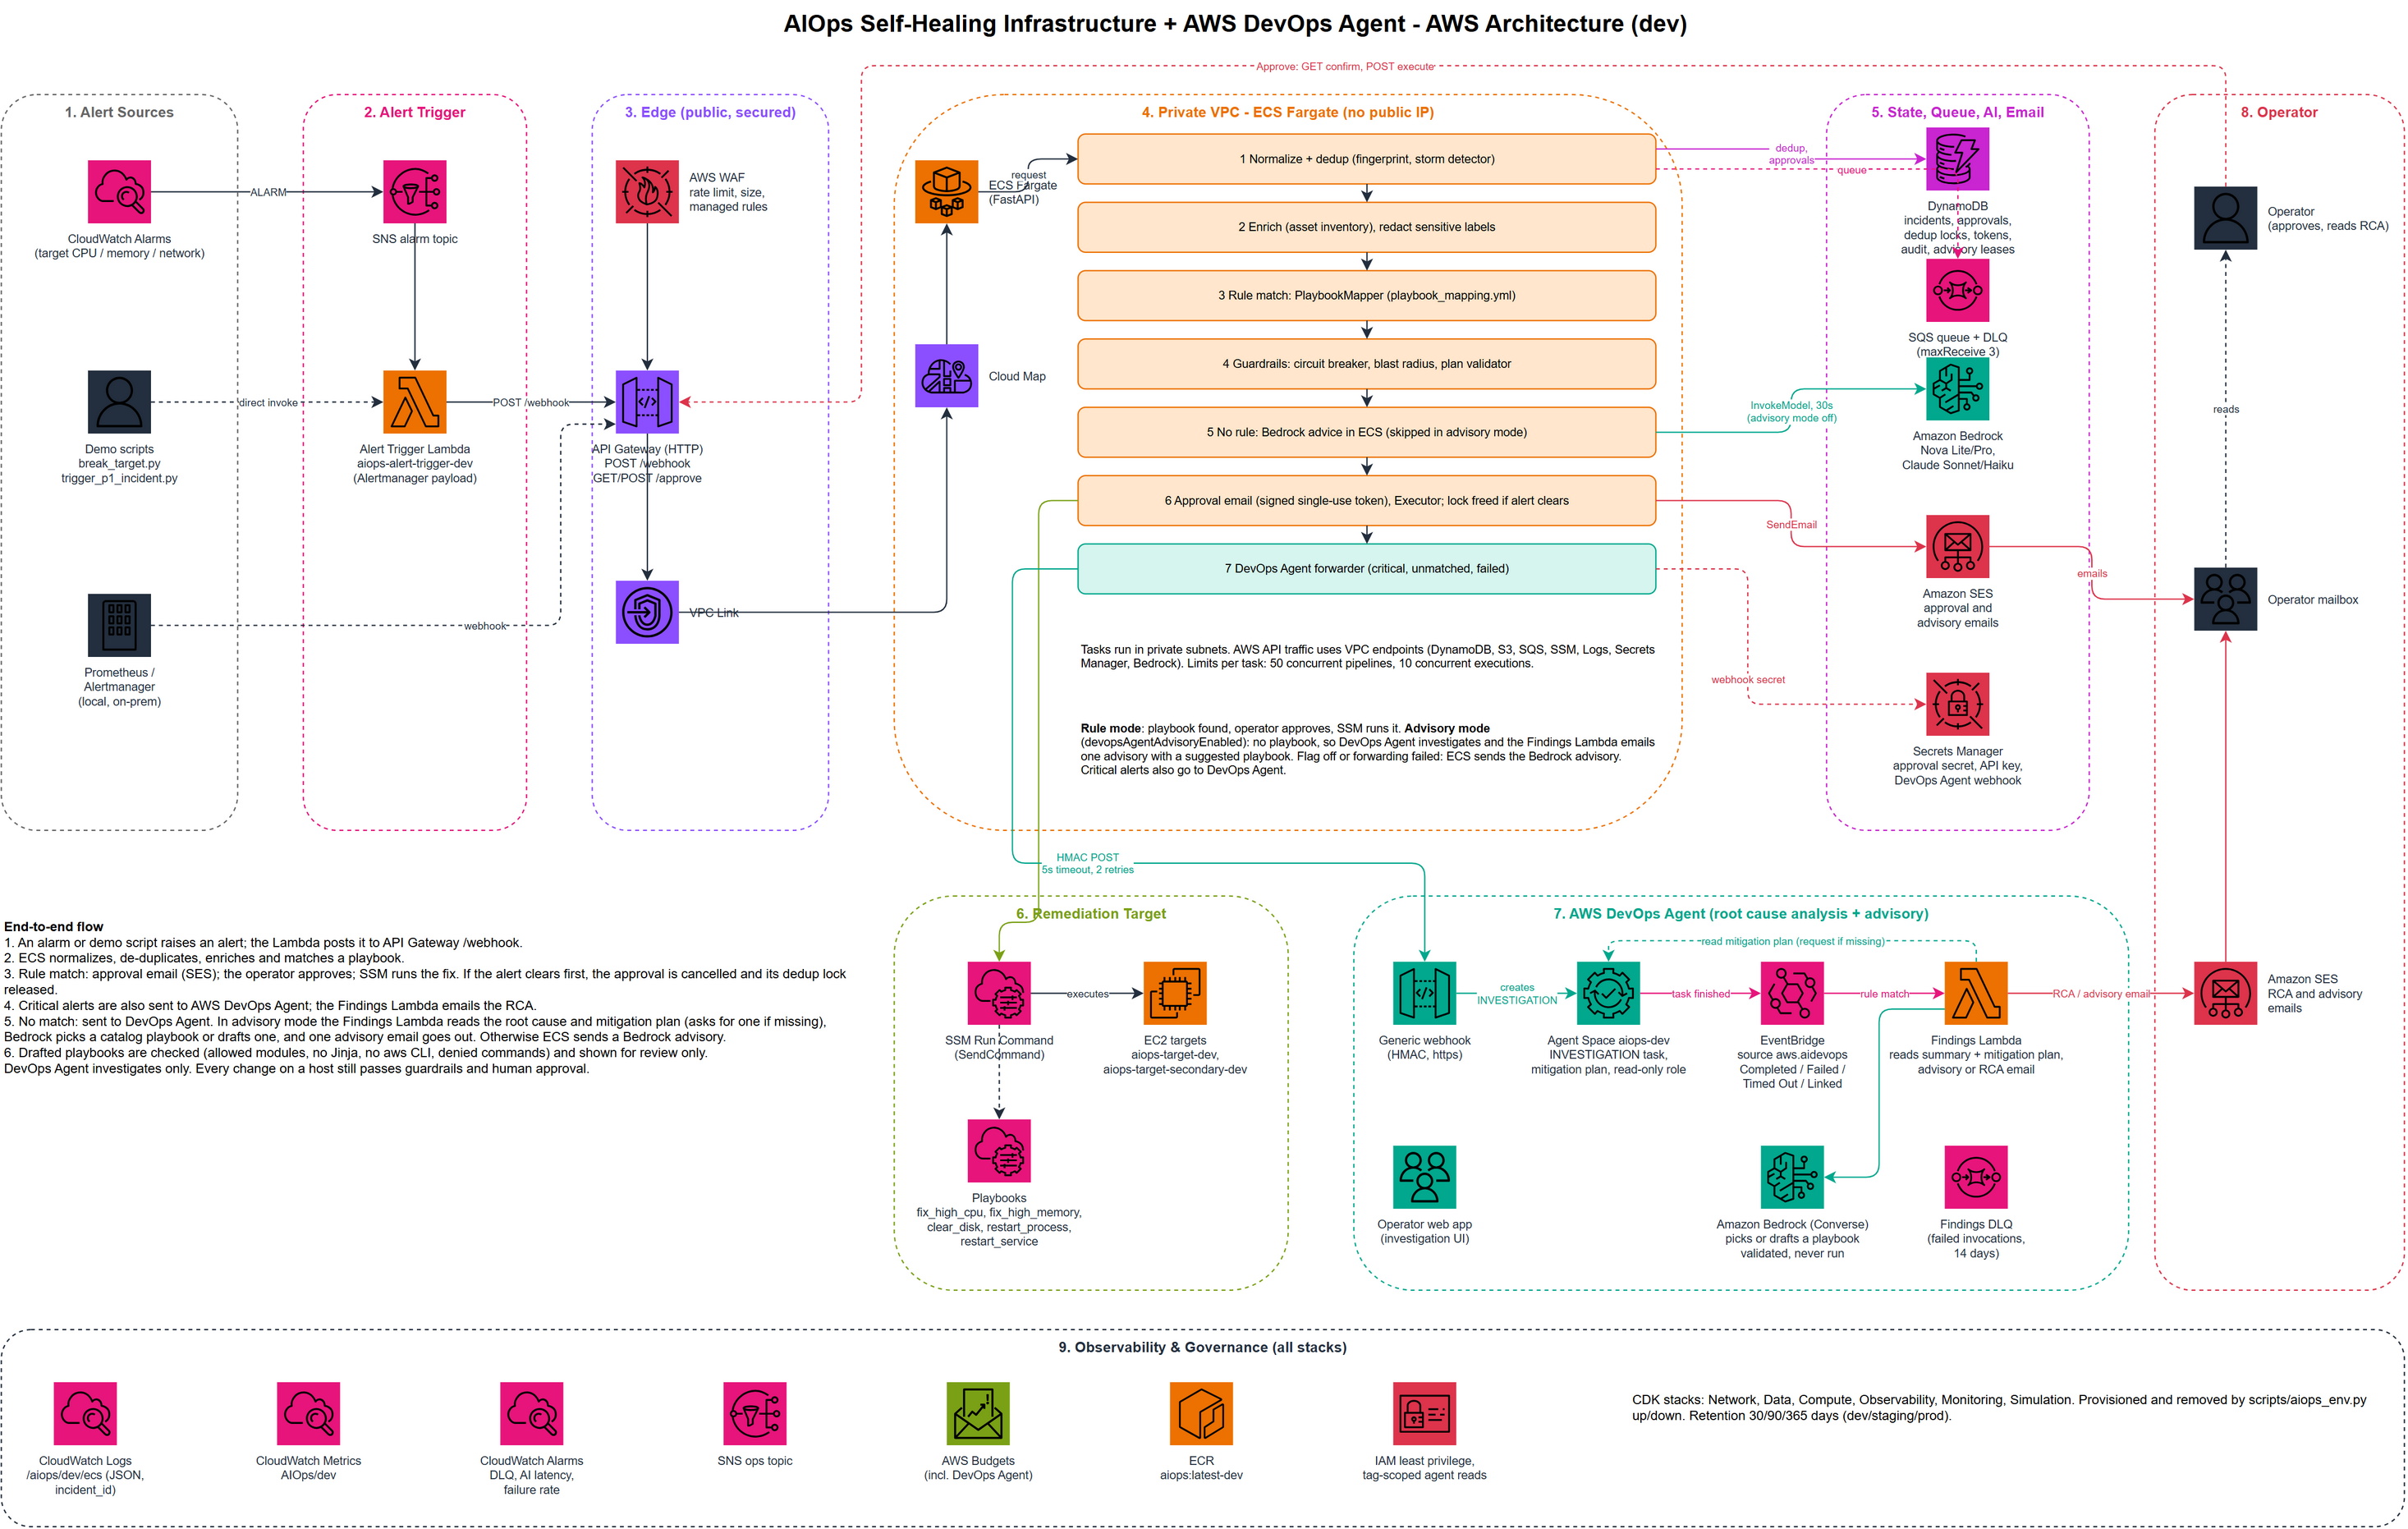 AIOps Self-Healing Infrastructure + AWS DevOps Agent - AWS Architecture (dev)
Approve: GET confirm, POST execute
1. Alert Sources
CloudWatch Alarms
(target CPU / memory / network)
ALARM
Demo scripts
break_target.py
trigger_p1_incident.py
direct invoke
Prometheus /
Alertmanager
(local, on-prem)
webhook
2. Alert Trigger
SNS alarm topic
Alert Trigger Lambda
aiops-alert-trigger-dev
(Alertmanager payload)
POST /webhook
3. Edge (public, secured)
AWS WAF
rate limit, size,
managed rules
API Gateway (HTTP)
POST /webhook
GET/POST /approve
VPC Link
4. Private VPC - ECS Fargate (no public IP)
request
ECS Fargate
(FastAPI)
Cloud Map
1 Normalize + dedup (fingerprint, storm detector)
2 Enrich (asset inventory), redact sensitive labels
3 Rule match: PlaybookMapper (playbook_mapping.yml)
4 Guardrails: circuit breaker, blast radius, plan validator
5 No rule: Bedrock advice in ECS (skipped in advisory mode)
6 Approval email (signed single-use token), Executor; lock freed if alert clears
7 DevOps Agent forwarder (critical, unmatched, failed)
Tasks run in private subnets. AWS API traffic uses VPC endpoints (DynamoDB, S3, SQS, SSM, Logs, Secrets
Manager, Bedrock). Limits per task: 50 concurrent pipelines, 10 concurrent executions.
Rule mode: playbook found, operator approves, SSM runs it. Advisory mode
(devopsAgentAdvisoryEnabled): no playbook, so DevOps Agent investigates and the Findings Lambda emails
one advisory with a suggested playbook. Flag off or forwarding failed: ECS sends the Bedrock advisory.
Critical alerts also go to DevOps Agent.
dedup,
approvals
queue
InvokeModel, 30s
(advisory mode off)
SendEmail
webhook secret
5. State, Queue, AI, Email
DynamoDB
incidents, approvals,
dedup locks, tokens,
audit, advisory leases
SQS queue + DLQ
(maxReceive 3)
Amazon Bedrock
Nova Lite/Pro,
Claude Sonnet/Haiku
Amazon SES
approval and
advisory emails
Secrets Manager
approval secret, API key,
DevOps Agent webhook
emails
8. Operator
Operator
(approves, reads RCA)
reads
Operator mailbox
Amazon SES
RCA and advisory
emails
HMAC POST
5s timeout, 2 retries
End-to-end flow
1. An alarm or demo script raises an alert; the Lambda posts it to API Gateway /webhook.
2. ECS normalizes, de-duplicates, enriches and matches a playbook.
3. Rule match: approval email (SES); the operator approves; SSM runs the fix. If the alert clears first, the approval is cancelled and its dedup lock
released.
4. Critical alerts are also sent to AWS DevOps Agent; the Findings Lambda emails the RCA.
5. No match: sent to DevOps Agent. In advisory mode the Findings Lambda reads the root cause and mitigation plan (asks for one if missing),
Bedrock picks a catalog playbook or drafts one, and one advisory email goes out. Otherwise ECS sends a Bedrock advisory.
6. Drafted playbooks are checked (allowed modules, no Jinja, no aws CLI, denied commands) and shown for review only.
DevOps Agent investigates only. Every change on a host still passes guardrails and human approval.
6. Remediation Target
SSM Run Command
(SendCommand)
executes
EC2 targets
aiops-target-dev,
aiops-target-secondary-dev
Playbooks
fix_high_cpu, fix_high_memory,
clear_disk, restart_process,
restart_service
7. AWS DevOps Agent (root cause analysis + advisory)
read mitigation plan (request if missing)
Generic webhook
(HMAC, https)
creates
INVESTIGATION
Agent Space aiops-dev
INVESTIGATION task,
mitigation plan, read-only role
task finished
EventBridge
source aws.aidevops
Completed / Failed /
Timed Out / Linked
rule match
Findings Lambda
reads summary + mitigation plan,
advisory or RCA email
RCA / advisory email
Operator web app
(investigation UI)
Amazon Bedrock (Converse)
picks or drafts a playbook
validated, never run
Findings DLQ
(failed invocations,
14 days)
9. Observability & Governance (all stacks)
CloudWatch Logs
/aiops/dev/ecs (JSON,
incident_id)
CloudWatch Metrics
AIOps/dev
CloudWatch Alarms
DLQ, AI latency,
failure rate
SNS ops topic
AWS Budgets
(incl. DevOps Agent)
ECR
aiops:latest-dev
IAM least privilege,
tag-scoped agent reads
CDK stacks: Network, Data, Compute, Observability, Monitoring, Simulation. Provisioned and removed by scripts/aiops_env.py
up/down. Retention 30/90/365 days (dev/staging/prod).